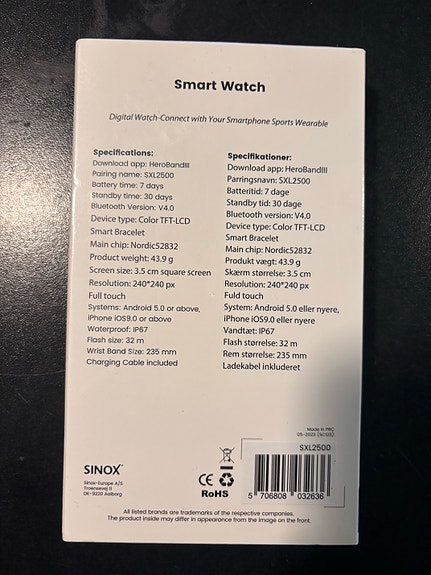 Smart Watch
Digital Watch-Connect with Your Smartphone Sports Wearable
Specifications:
Download app: HeroBandIII
Pairing name: SXL2500
Battery time: 7 days
Standby time: 30 days
Bluetooth Version: V4.0
Device type: Color TFT-LCD
Smart Bracelet
Main chip: Nordic52832
Product weight: 43.9 g
Screen size: 3.5 cm square screen
Resolution: 240*240 px
Full touch
Systems: Android 5.0 or above,
iPhone iOS9.0 or above
Waterproof: IP67
Flash size: 32 m
Wrist Band Size: 235 mm
Charging Cable included
Specifikationer:
Download app: HeroBandIII
Parringsnavn: SXL2500
Batteritid: 7 dage
Standby tid: 30 dage
Bluetooth version: V4.0
Device type: Color TFT-LCD
Smart Bracelet
Main chip: Nordic52832
Produkt vægt: 43.9 g
Skærm størrelse: 3.5 cm
Resolution: 240*240 px
Fuld touch
System: Android 5.0 eller nyere,
iPhone iOS9.0 eller nyere
Vandtæt: IP67
Flash størrelse: 32 m
Rem størrelse: 235 mm
Ladekabel inkluderet
Made in PRC
05-2023 (SC123)
SXL2500
5 706808 032636
SINOX
Sinox-Europe A/S
DK-9220 Aalborg
CE
RoHS
All listed brands are trademarks of the respective companies.
The product inside may differ in appearance from the image on the front.